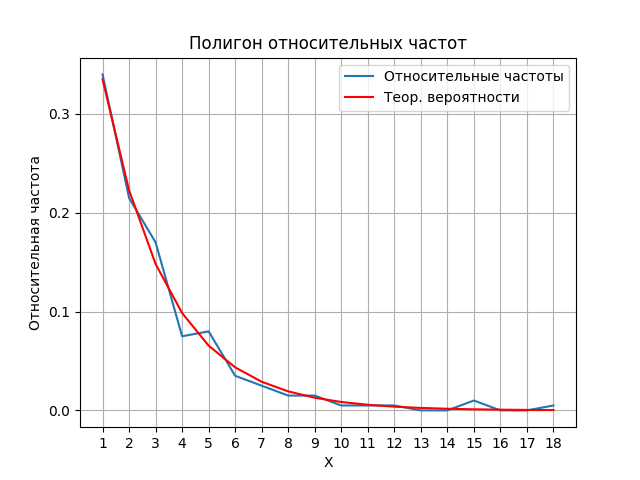 Полигон относительных частот
Относительные частоты
Теор. вероятности
Относительная частота
0.3
0.2
0.1
0.0
1 2 3 4 5 6 7 8 9 10 11 12 13 14 15 16 17 18
X